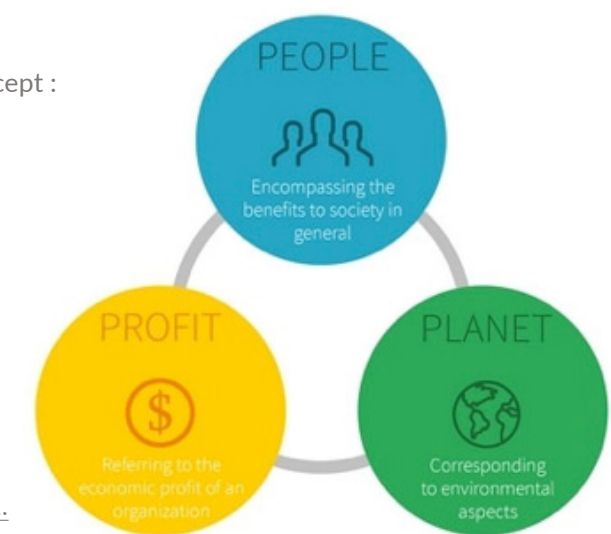 cept :
PEOPLE
Encompassing the
benefits to society in
general
PROFIT
$
Referring to the
economic profit of an
organization
PLANET
Corresponding
to environmental
aspects